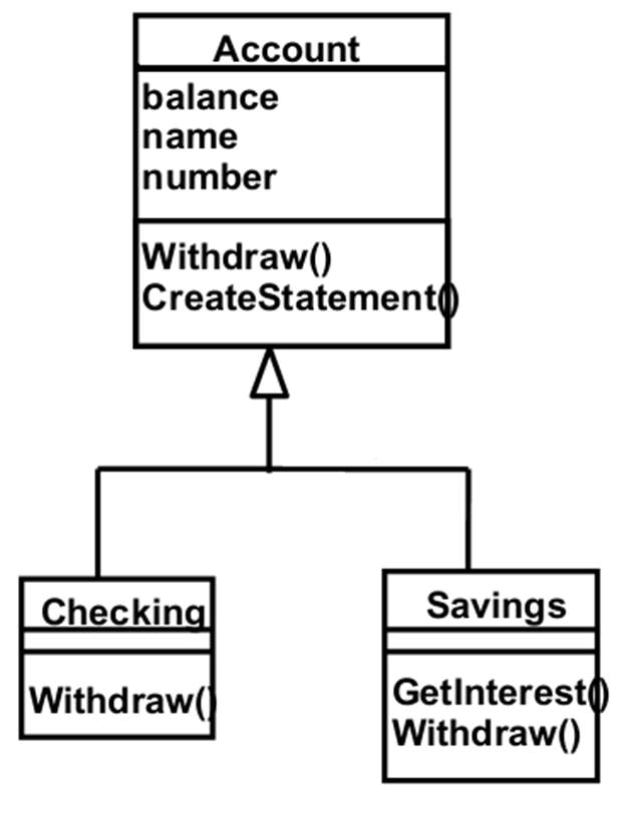 Account
balance
name
number
Withdraw()
CreateStatement()
Checking
Withdraw()
Savings
GetInterest()
Withdraw()